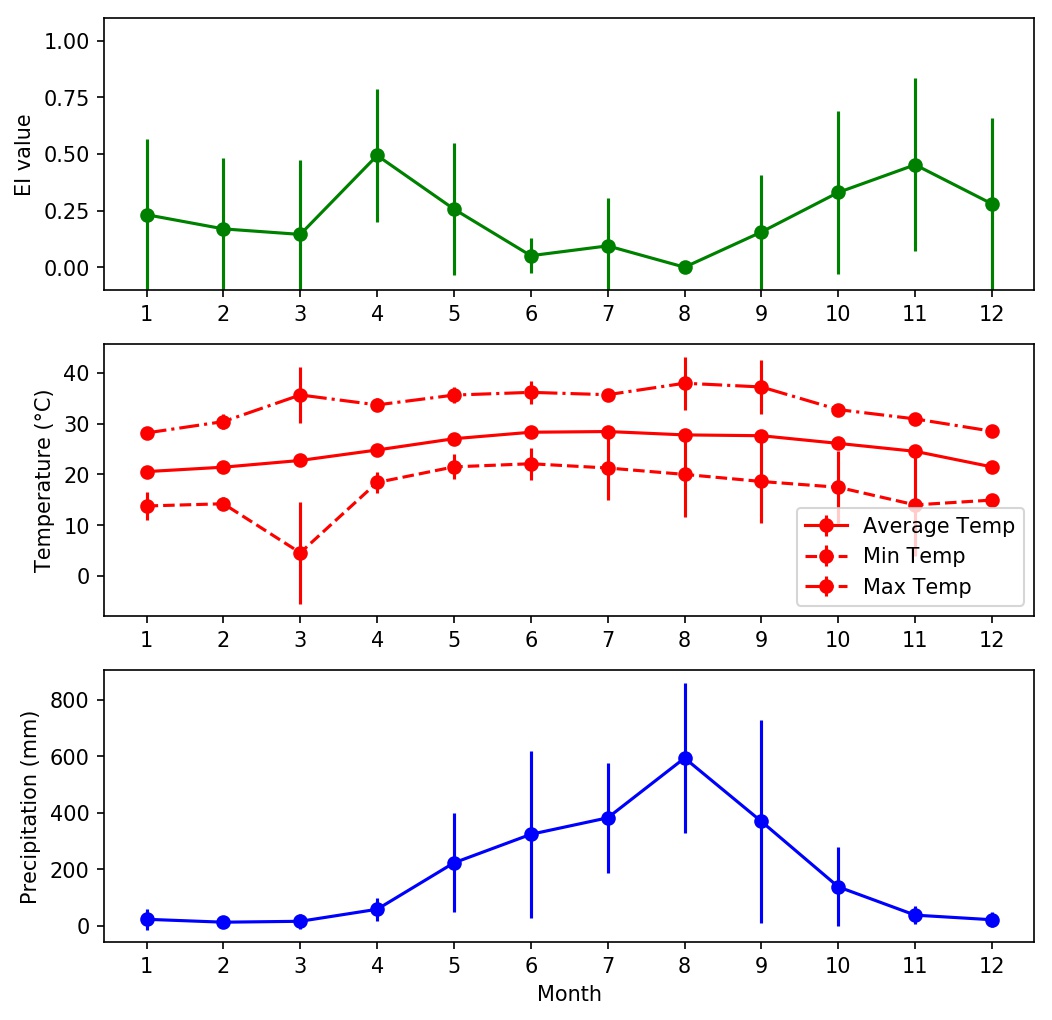 EI value
1.00
0.75
0.50
0.25
0.00
1 2 3 4 5 6 7 8 9 10 11 12
Temperature (°C)
40
30
20
10
0
Average Temp
Min Temp
Max Temp
1 2 3 4 5 6 7 8 9 10 11 12
Precipitation (mm)
800
600
400
200
0
1 2 3 4 5 6 7 8 9 10 11 12
Month